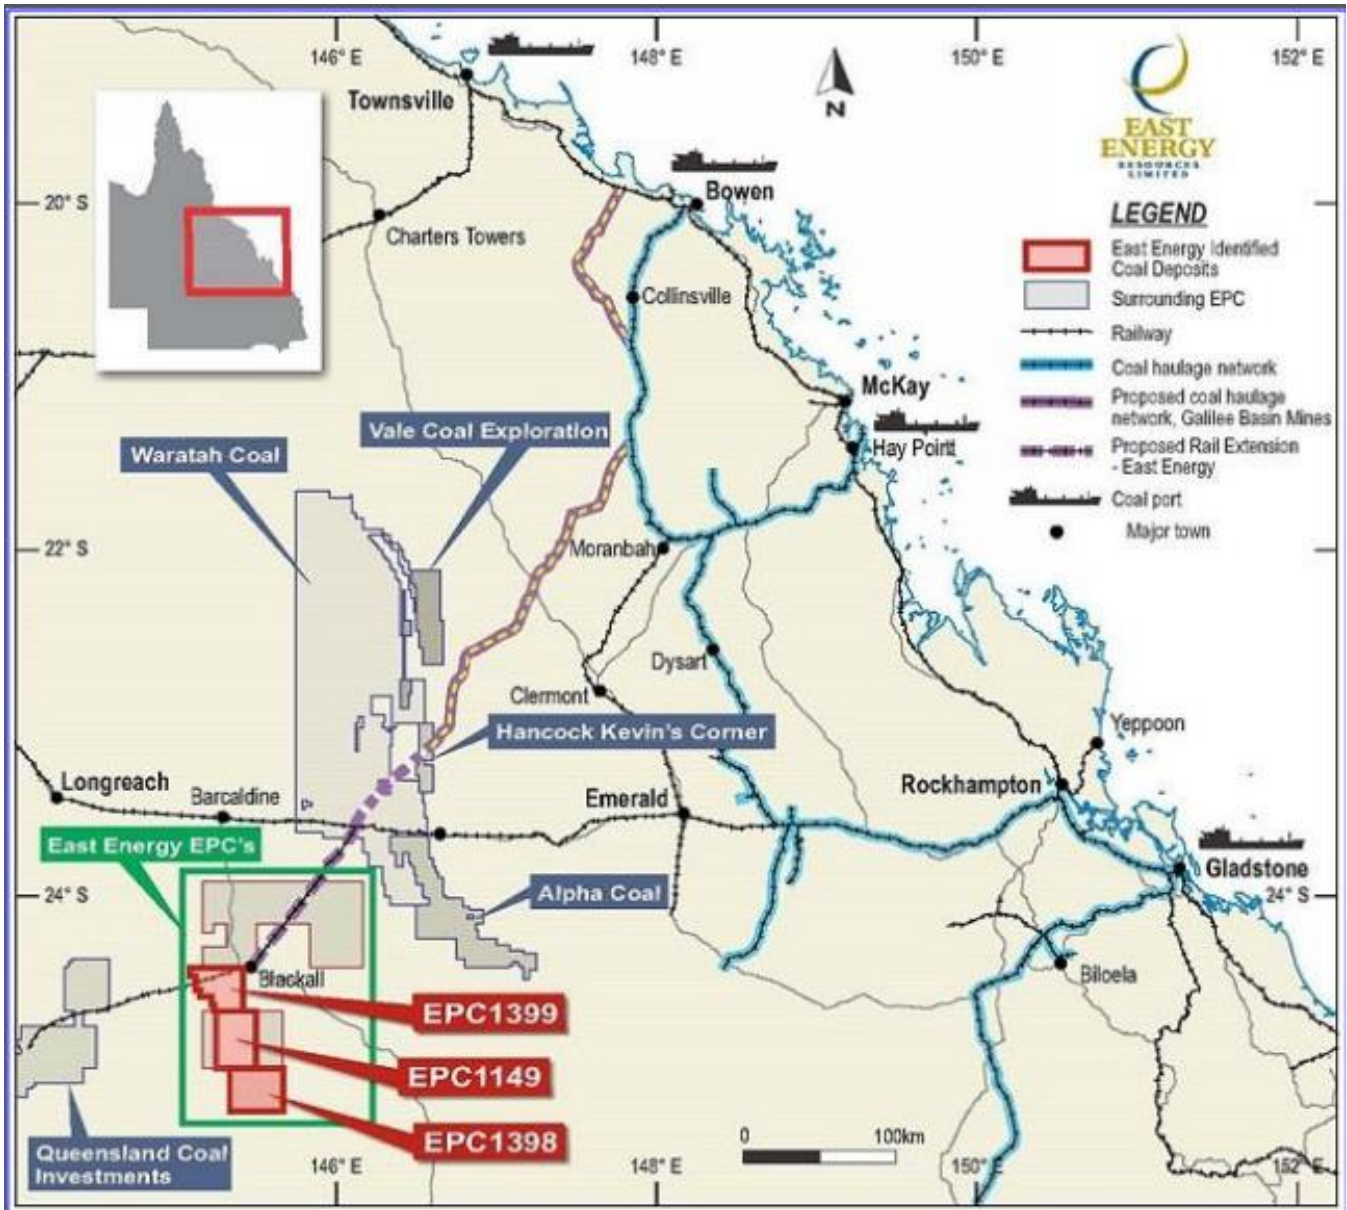 146° E
148° E
150° E
152° E
Townsville
N
EAST
ENERGY
RESOURCES
LIMITED
Bowen
20° S
Charters Towers
LEGEND
East Energy Identified
Coal Deposits
Surrounding EPC
Railway
Coal haulage network
Proposed coal haulage
network, Galilee Basin Mines
Proposed Rail Extension
- East Energy
Coal port
Major town
Collinsville
McKay
Hay Pointt
Vale Coal Exploration
Waratah Coal
22° S
Moranbah
Dysart
Clermont
Hancock Kevin's Corner
Yeppoon
Longreach
Barcaldine
Emerald
Rockhampton
East Energy EPC's
Gladstone
24° S
Alpha Coal
24° S
Blackall
Biloela
EPC1399
EPC1149
EPC1398
Queensland Coal
Investments
0
100km
146° E
148° E
150° E
152° E